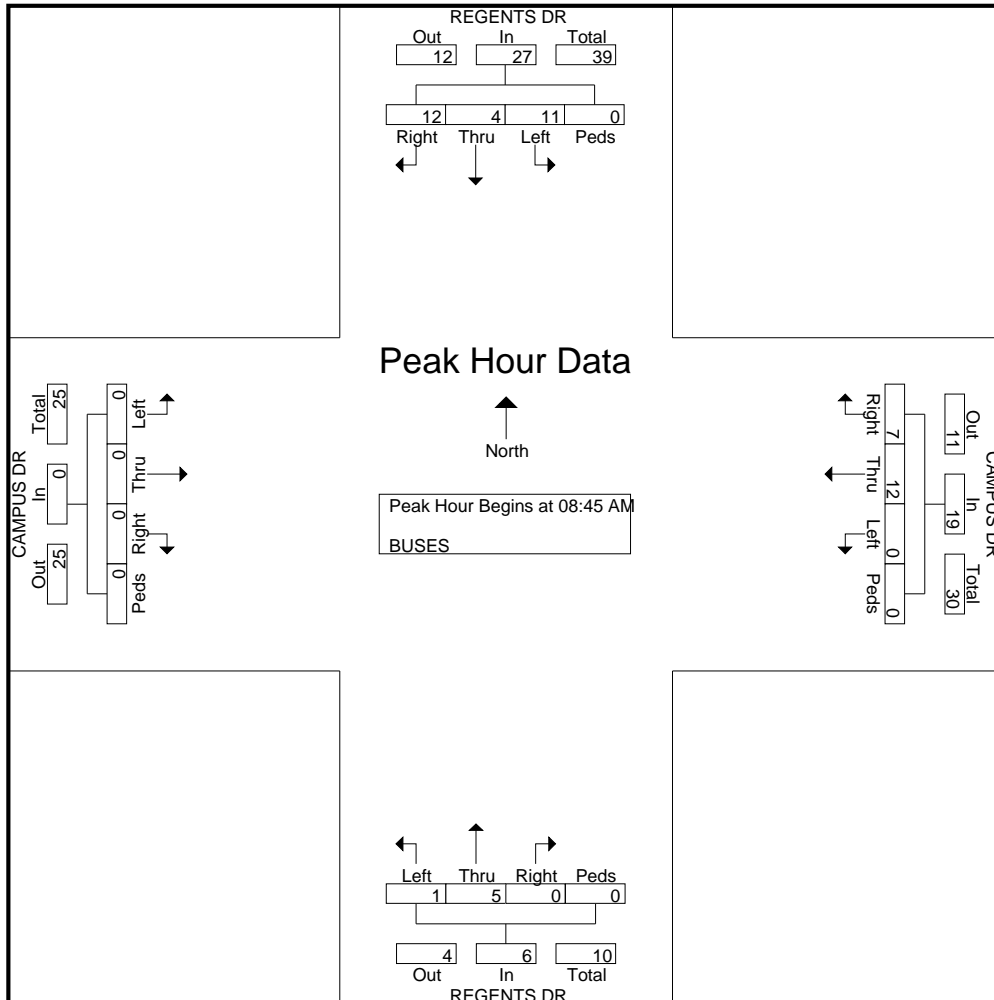 REGENTS DR
Out In Total
12 27 39
12 4 11 0
Right Thru Left Peds
Peak Hour Data
North
Peak Hour Begins at 08:45 AM
BUSES
CAMPUS DR
Total In Out
25 0 25
0 0 0 0
Left Thru Right Peds
Right Thru Left Peds
7 12 0 0
Out In Total
11 19 30
CAMPUS DR
Left Thru Right Peds
1 5 0 0
4 6 10
Out In Total
REGENTS DR